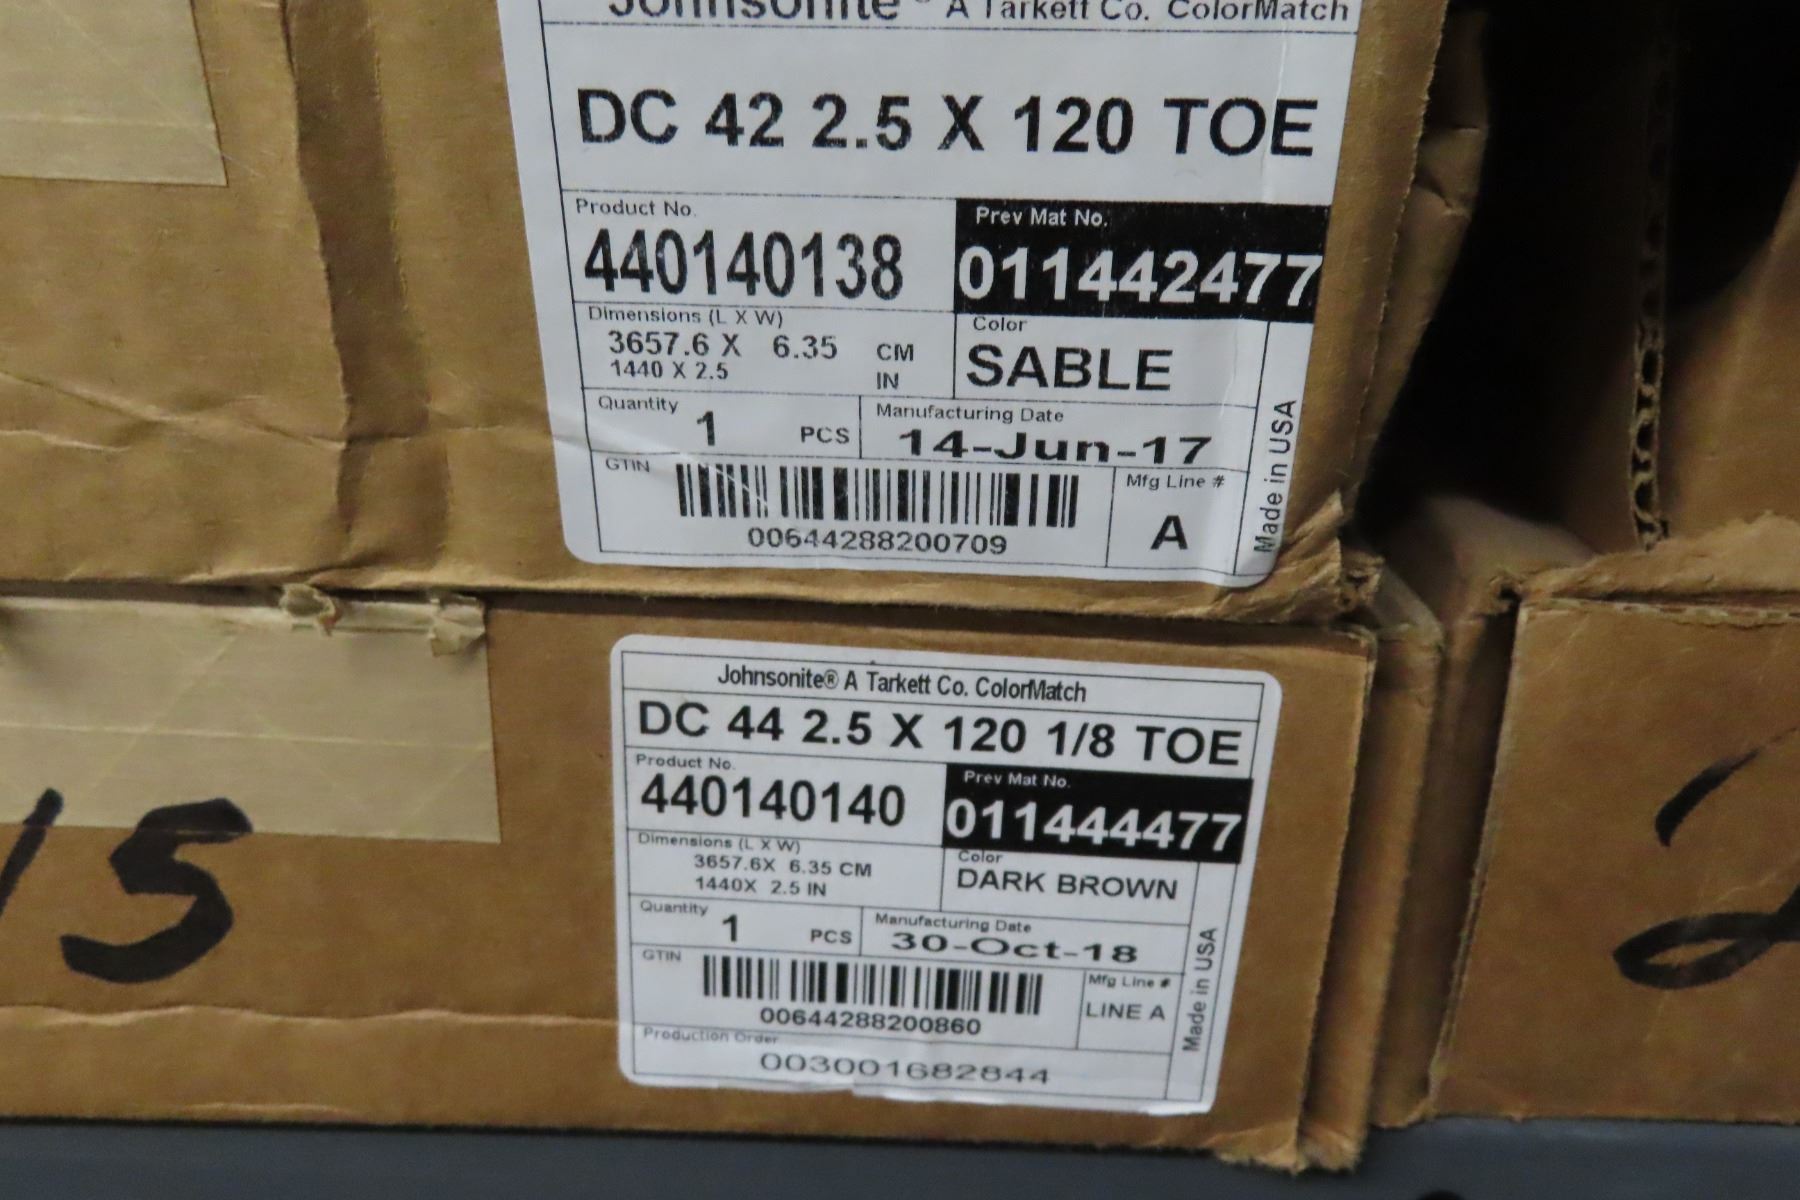 Johnsonite ® A Tarkett Co. ColorMatch
DC 42 2.5 X 120 TOE
Product No.
440140138
Prev Mat No.
011442477
Dimensions (L X W)
3657.6 X 6.35 CM
1440 X 2.5 IN
Color
SABLE
Quantity
1 PCS
Manufacturing Date
14-Jun-17
GTIN
00644288200709
Mfg Line #
A
Made in USA
Johnsonite® A Tarkett Co. ColorMatch
DC 44 2.5 X 120 1/8 TOE
Product No.
440140140
Prev Mat No.
011444477
Dimensions (L X W)
3657.6X 6.35 CM
1440X 2.5 IN
Color
DARK BROWN
Quantity
1 PCS
Manufacturing Date
30-Oct-18
GTIN
00644288200860
Mfg Line #
LINE A
Made in USA
Production Order
003001682844
15